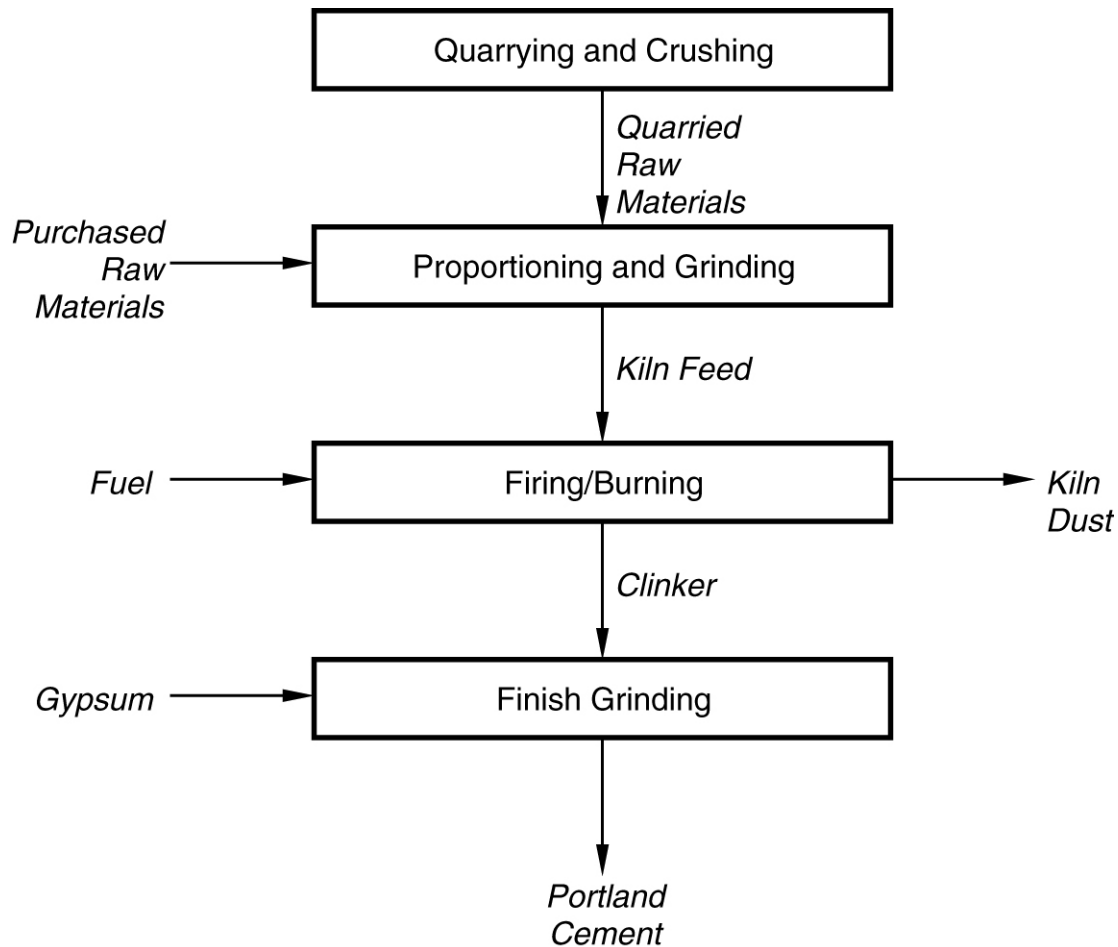 Quarrying and Crushing
Quarried
Raw
Materials
Purchased
Raw
Materials
Proportioning and Grinding
Kiln Feed
Fuel
Firing/Burning
Kiln
Dust
Clinker
Gypsum
Finish Grinding
Portland
Cement